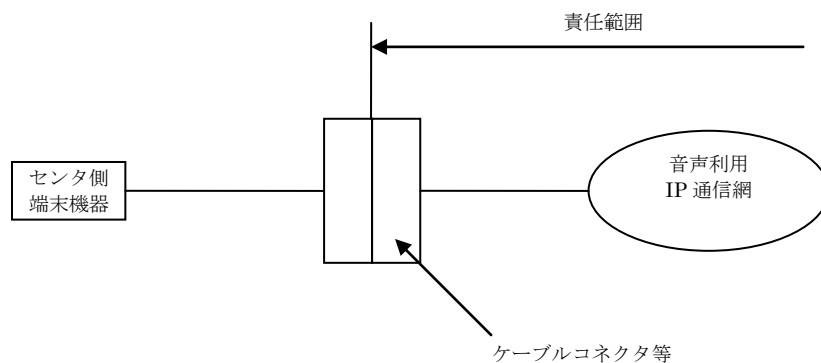 責任範囲
センタ側
端末機器
音声利用
IP 通信網
ケーブルコネクタ等